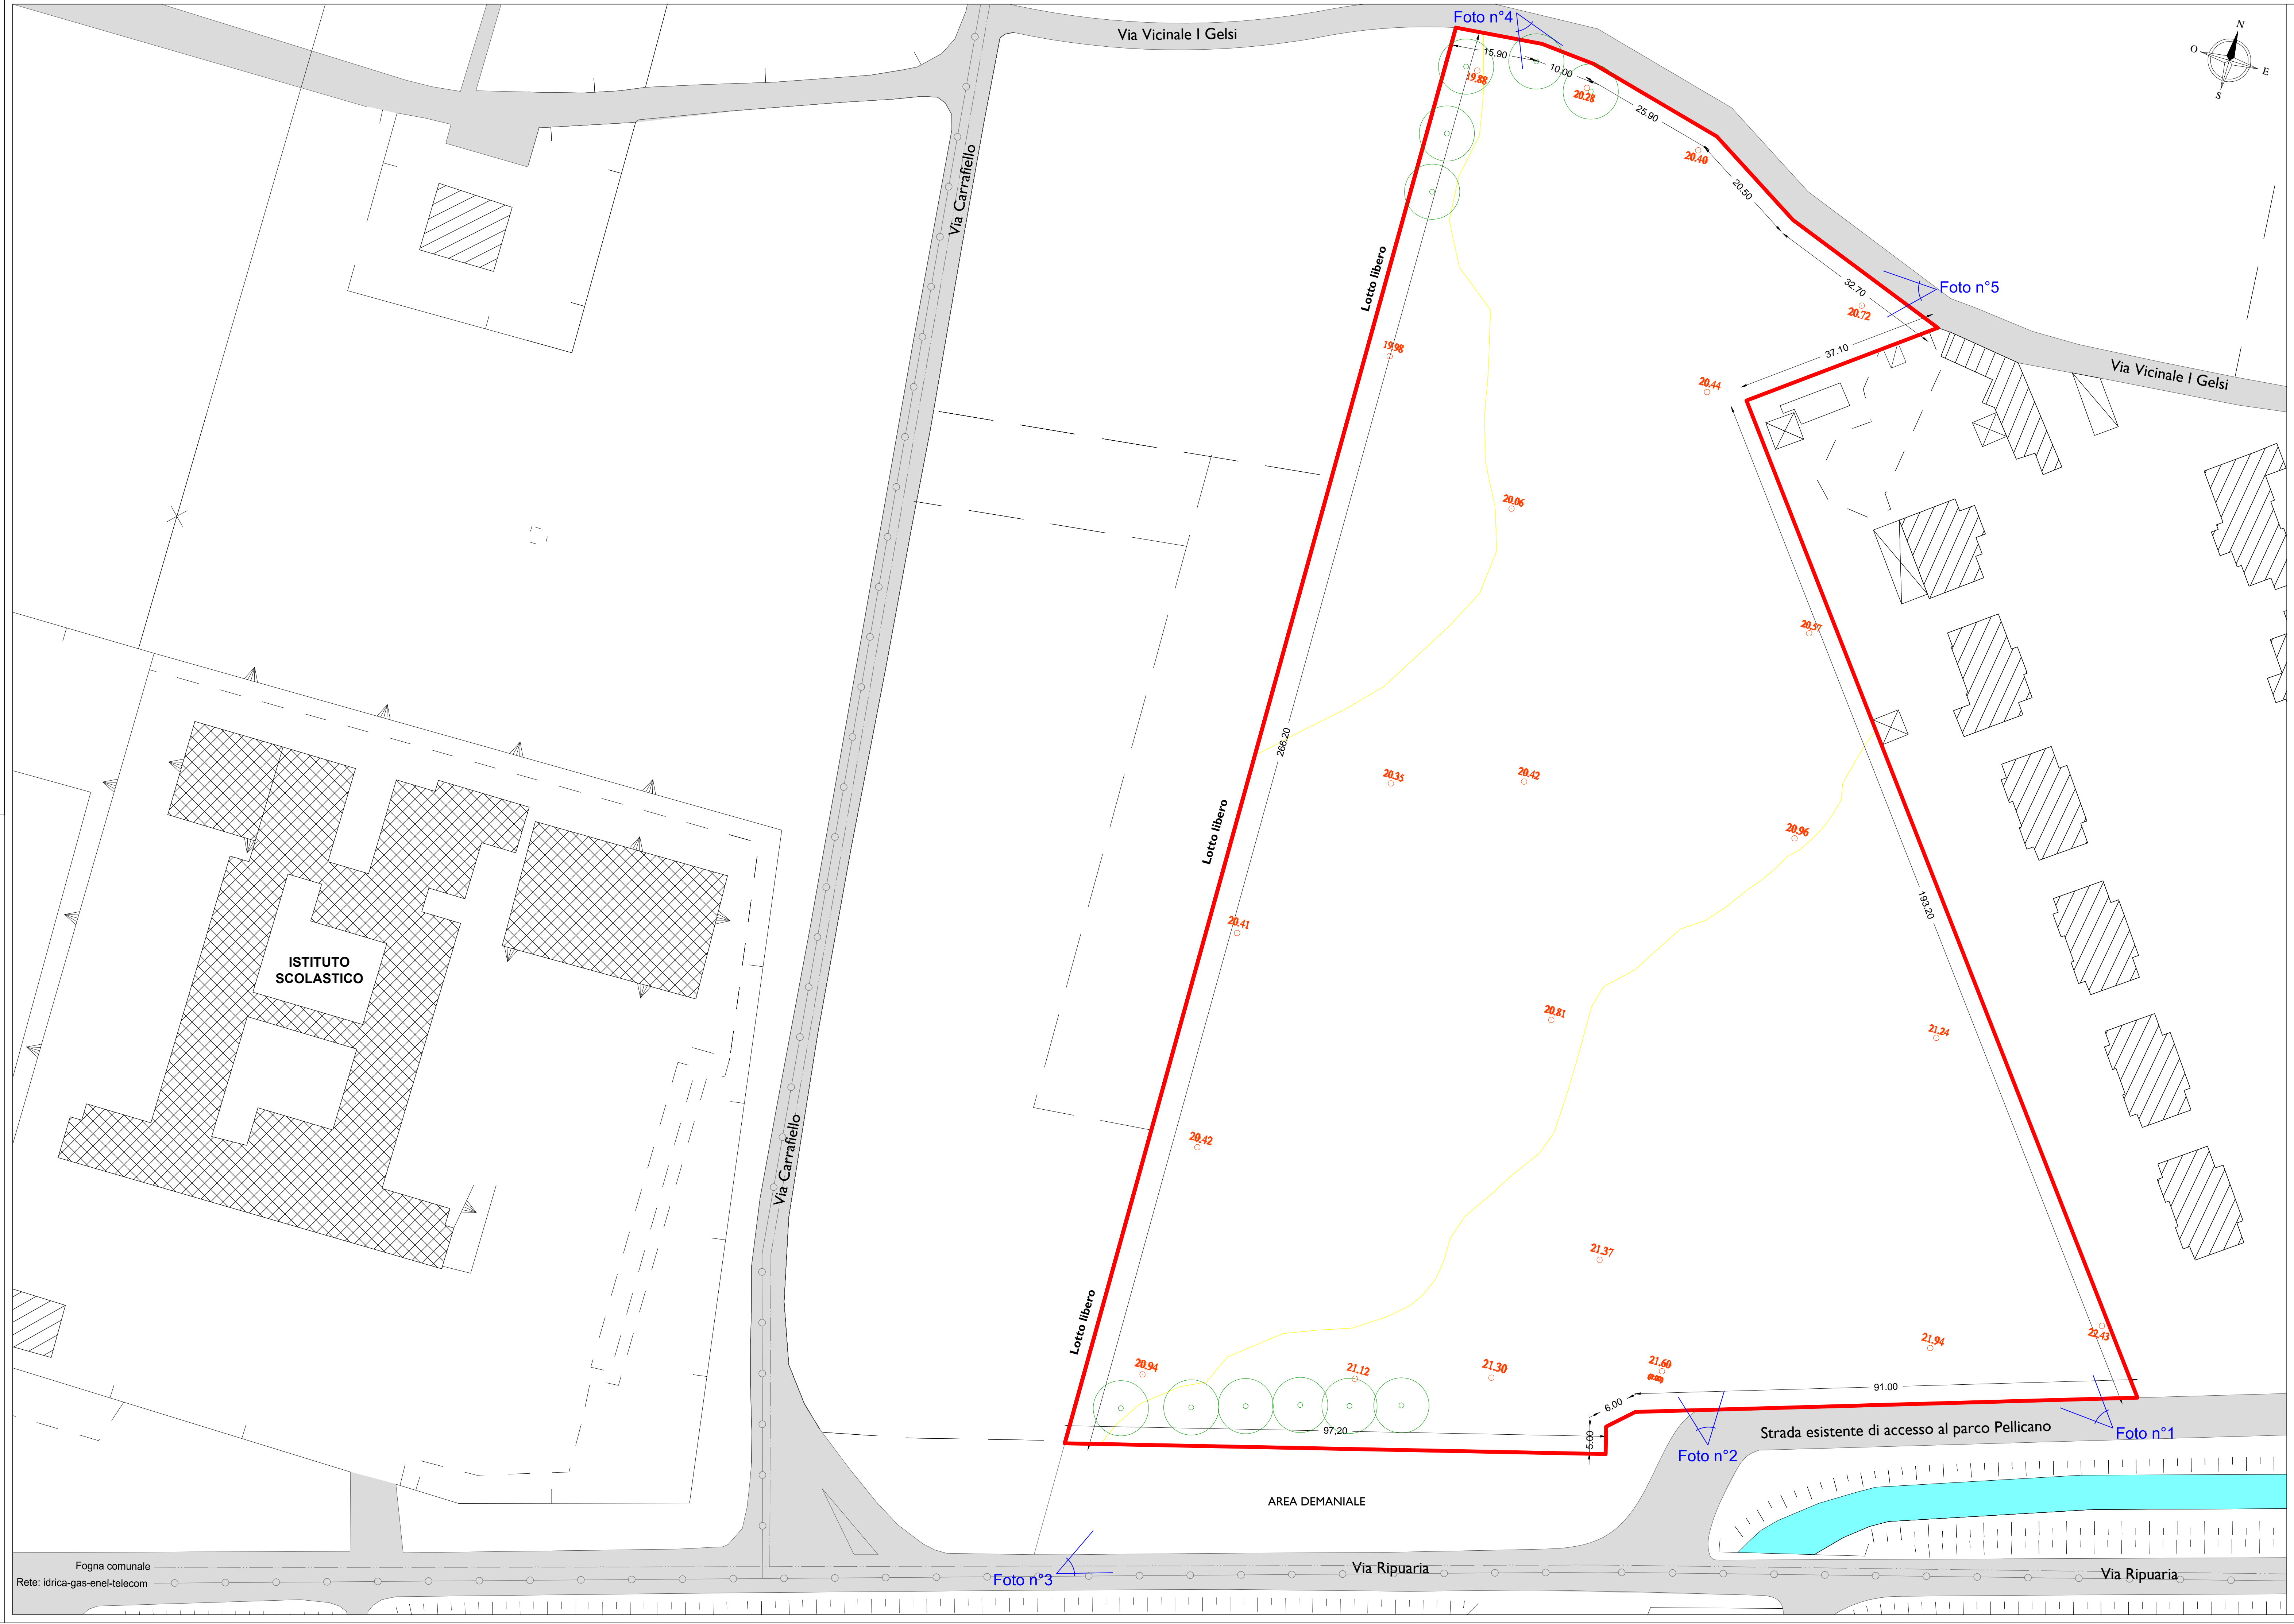 Foto n°4
Via Vicinale I Gelsi
N
O
E
S
15.90
19.88
10.00
20.28
25.90
20.40
Via Carrafiello
20.50
Lotto libero
32.70
Foto n°5
20.72
37.10
19.98
Via Vicinale I Gelsi
20.44
20.06
20.57
266.20
20.35
20.42
Lotto libero
20.96
193.20
20.41
ISTITUTO
SCOLASTICO
20.81
21.24
20.42
Via Carrafiello
21.37
Lotto libero
21.94
22.43
20.94
21.12
21.30
21.60
(0.00)
91.00
6.00
97,20
5.00
Strada esistente di accesso al parco Pellicano
Foto n°1
Foto n°2
AREA DEMANIALE
Fogna comunale
Via Ripuaria
Via Ripuaria
Rete: idrica-gas-enel-telecom
Foto n°3